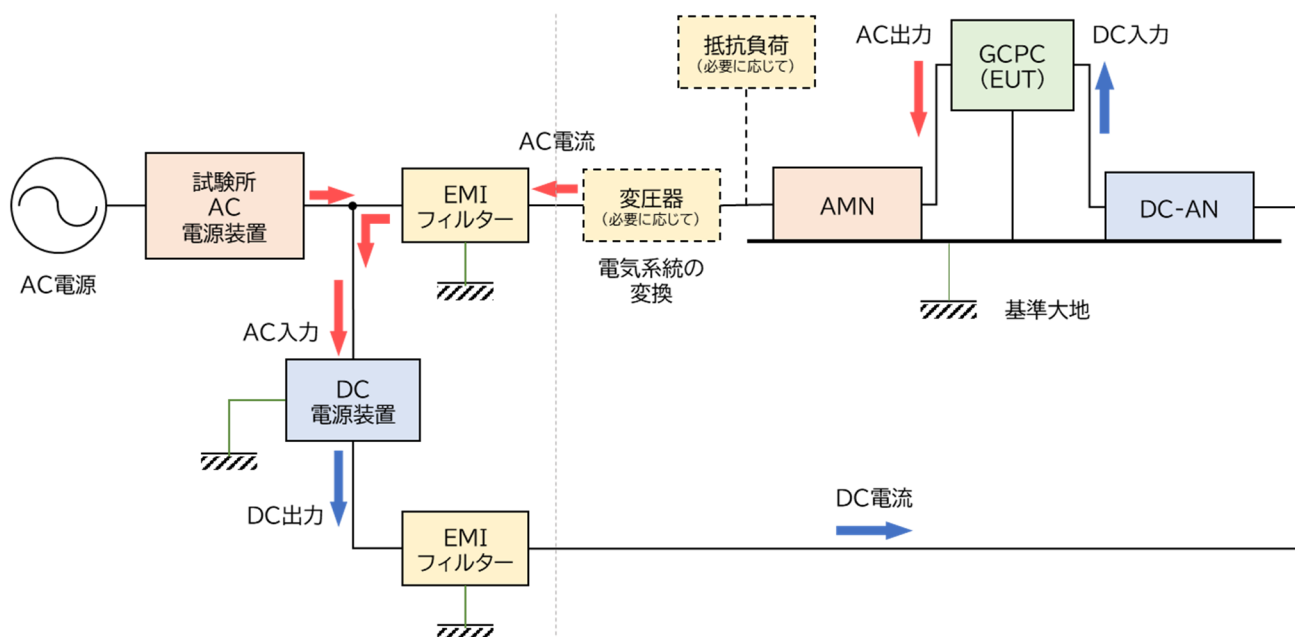 抵抗負荷
(必要に応じて)
AC出力
GCPC
(EUT)
DC入力
AC電流
試験所
AC
電源装置
EMI
フィルター
変圧器
(必要に応じて)
AMN
DC-AN
AC電源
電気系統の
変換
基準大地
AC入力
DC
電源装置
DC出力
DC電流
EMI
フィルター